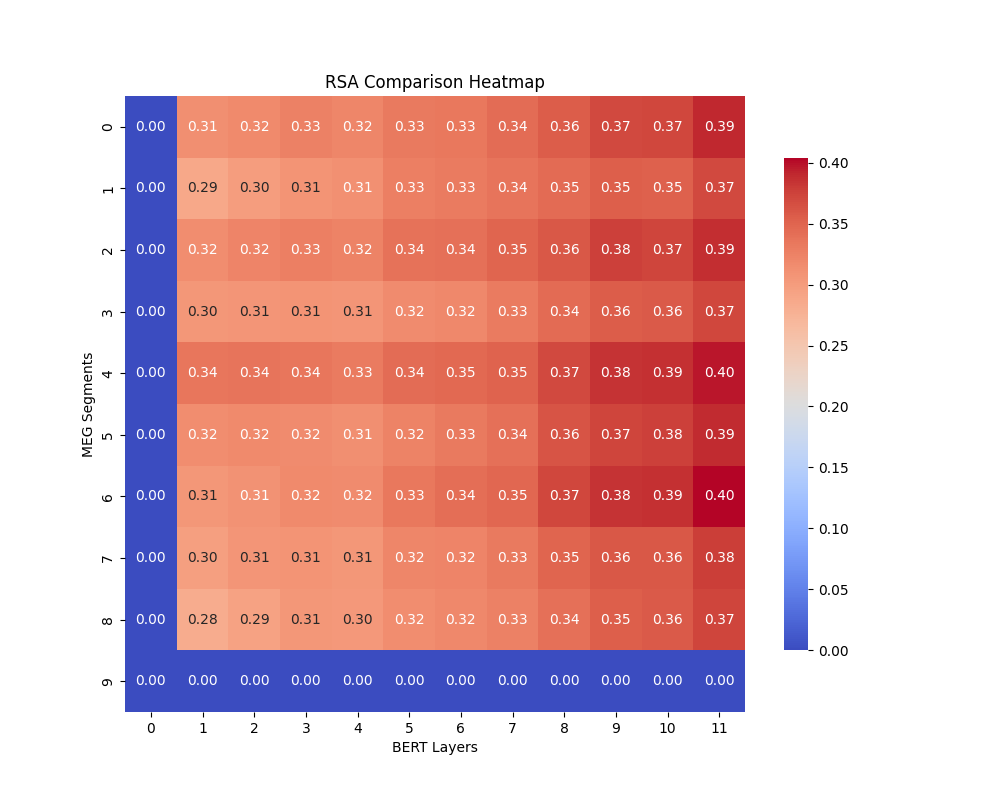 RSA Comparison Heatmap
0 0.00 0.31 0.32 0.33 0.32 0.33 0.33 0.34 0.36 0.37 0.37 0.39
1 0.00 0.29 0.30 0.31 0.31 0.33 0.33 0.34 0.35 0.35 0.35 0.37
2 0.00 0.32 0.32 0.33 0.32 0.34 0.34 0.35 0.36 0.38 0.37 0.39
3 0.00 0.30 0.31 0.31 0.31 0.32 0.32 0.33 0.34 0.36 0.36 0.37
4 0.00 0.34 0.34 0.34 0.33 0.34 0.35 0.35 0.37 0.38 0.39 0.40
5 0.00 0.32 0.32 0.32 0.31 0.32 0.33 0.34 0.36 0.37 0.38 0.39
6 0.00 0.31 0.31 0.32 0.32 0.33 0.34 0.35 0.37 0.38 0.39 0.40
7 0.00 0.30 0.31 0.31 0.31 0.32 0.32 0.33 0.35 0.36 0.36 0.38
8 0.00 0.28 0.29 0.31 0.30 0.32 0.32 0.33 0.34 0.35 0.36 0.37
9 0.00 0.00 0.00 0.00 0.00 0.00 0.00 0.00 0.00 0.00 0.00 0.00
0 1 2 3 4 5 6 7 8 9 10 11
BERT Layers
MEG Segments
0.40
0.35
0.30
0.25
0.20
0.15
0.10
0.05
0.00